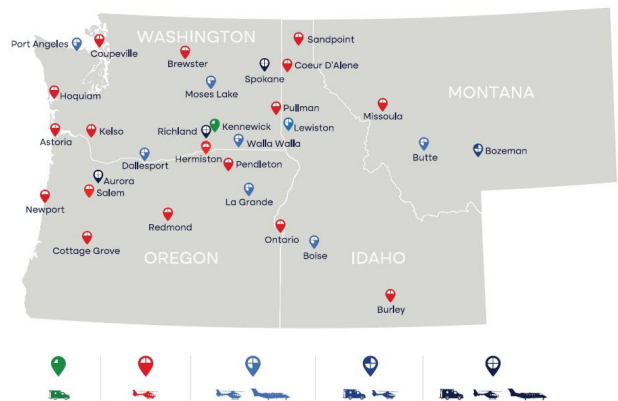 WASHINGTON
Sandpoint
Port Angeles
Coupeville
Brewster
Spokane
Coeur D'Alene
Moses Lake
MONTANA
Hoquiam
Pullman
Missoula
Astoria
Kelso
Richland
Kennewick
Lewiston
Walla Walla
Butte
Bozeman
Dallesport
Hermiston
Pendleton
Aurora
Salem
La Grande
Newport
Redmond
Ontario
Cottage Grove
Boise
OREGON
IDAHO
Burley